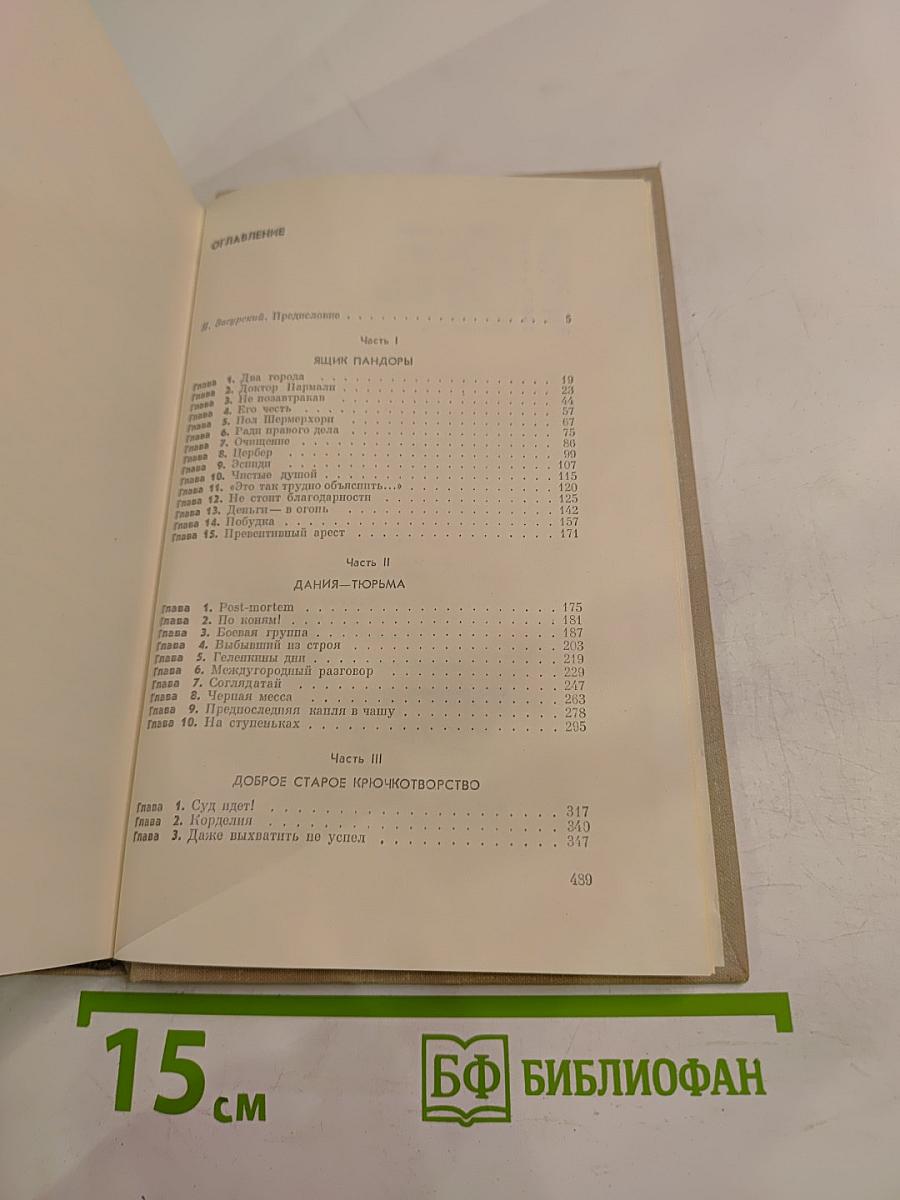 ОГЛАВЛЕНИЕ
Предисловие . . . . . . . . . . . . . . . . . 5
Часть I
ЯЩИК ПАНДОРЫ
Глава 1. Два города . . . . . . . . . . . . . . . . . 19
Глава 2. Доктор Пармали . . . . . . . . . . . . . . . . . 23
Глава 3. Не позавтракав . . . . . . . . . . . . . . . . . 44
Глава 4. Его честь . . . . . . . . . . . . . . . . . 57
Глава 5. Пол Шермерхорн . . . . . . . . . . . . . . . . . 67
Глава 6. Ради правого дела . . . . . . . . . . . . . . . . . 75
Глава 7. Очищение . . . . . . . . . . . . . . . . . 86
Глава 8. Цербер . . . . . . . . . . . . . . . . . 99
Глава 9. Эспиди . . . . . . . . . . . . . . . . . 107
Глава 10. Чистые душой . . . . . . . . . . . . . . . . . 115
Глава 11. «Это так трудно объяснить...» . . . . . . . . . . . . 120
Глава 12. Не стоит благодарности . . . . . . . . . . . . . 125
Глава 13. Деньги — в огонь . . . . . . . . . . . . . . . 142
Глава 14. Побудка . . . . . . . . . . . . . . . . . 157
Глава 15. Превентивный арест . . . . . . . . . . . . . . . 171
Часть II
ДАНИЯ—ТЮРЬМА
Глава 1. Post-mortem . . . . . . . . . . . . . . . . . 175
Глава 2. По коням! . . . . . . . . . . . . . . . . . 181
Глава 3. Боевая группа . . . . . . . . . . . . . . . . . 187
Глава 4. Выбывший из строя . . . . . . . . . . . . . . . 203
Глава 5. Гелепкины дни . . . . . . . . . . . . . . . . . 219
Глава 6. Междугородный разговор . . . . . . . . . . . . . 229
Глава 7. Соглядатай . . . . . . . . . . . . . . . . . 247
Глава 8. Черная месса . . . . . . . . . . . . . . . . . 263
Глава 9. Предпоследняя капля в чашу . . . . . . . . . . . . 278
Глава 10. На ступеньках . . . . . . . . . . . . . . . . . 295
Часть III
ДОБРОЕ СТАРОЕ КРЮЧКОТВОРСТВО
Глава 1. Суд идет! . . . . . . . . . . . . . . . . . 317
Глава 2. Корделия . . . . . . . . . . . . . . . . . 340
Глава 3. Даже выхватить не успел . . . . . . . . . . . . . 347
489
15 см
БФ БИБЛИОФАН